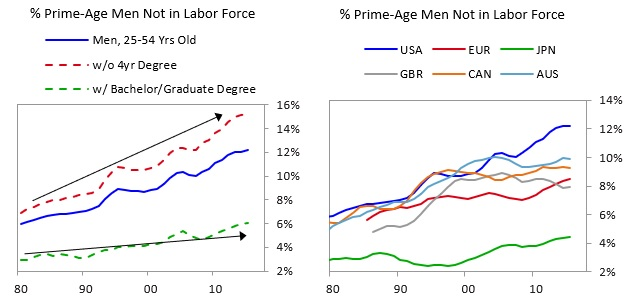 % Prime-Age Men Not in Labor Force
Men, 25-54 Yrs Old
w/o 4yr Degree
w/ Bachelor/Graduate Degree
16%
14%
12%
10%
8%
6%
4%
2%
80 90 00 10
% Prime-Age Men Not in Labor Force
USA EUR JPN
GBR CAN AUS
14%
12%
10%
8%
6%
4%
2%
80 90 00 10